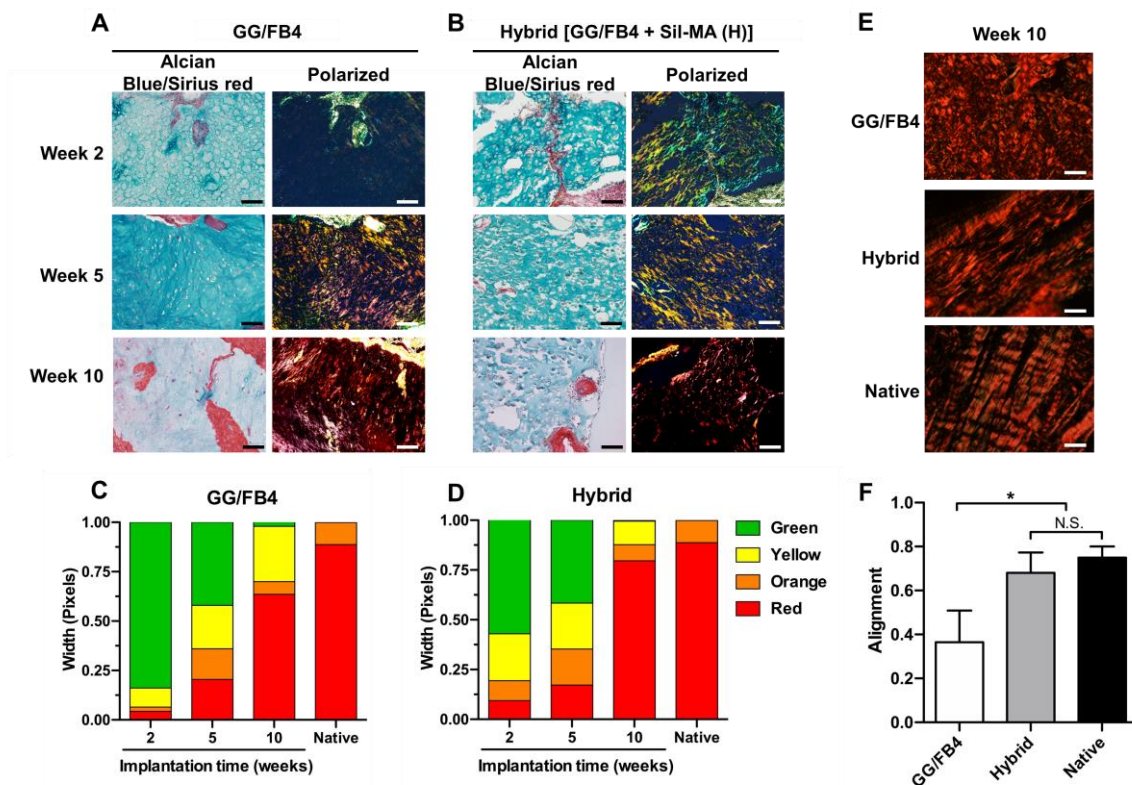 A
GG/FB4
Alcian
Blue/Sirius red
Polarized
Week 2
Week 5
Week 10
B
Hybrid [GG/FB4 + Sil-MA (H)]
Alcian
Blue/Sirius red
Polarized
E
Week 10
GG/FB4
Hybrid
Native
C
GG/FB4
Width (Pixels)
1.00
0.75
0.50
0.25
0.00
2 5 10 Native
Implantation time (weeks)
D
Hybrid
Width (Pixels)
1.00
0.75
0.50
0.25
0.00
2 5 10 Native
Implantation time (weeks)
Green
Yellow
Orange
Red
F
Alignment
1.0
0.8
0.6
0.4
0.2
0.0
*
N.S.
GG/FB4
Hybrid
Native